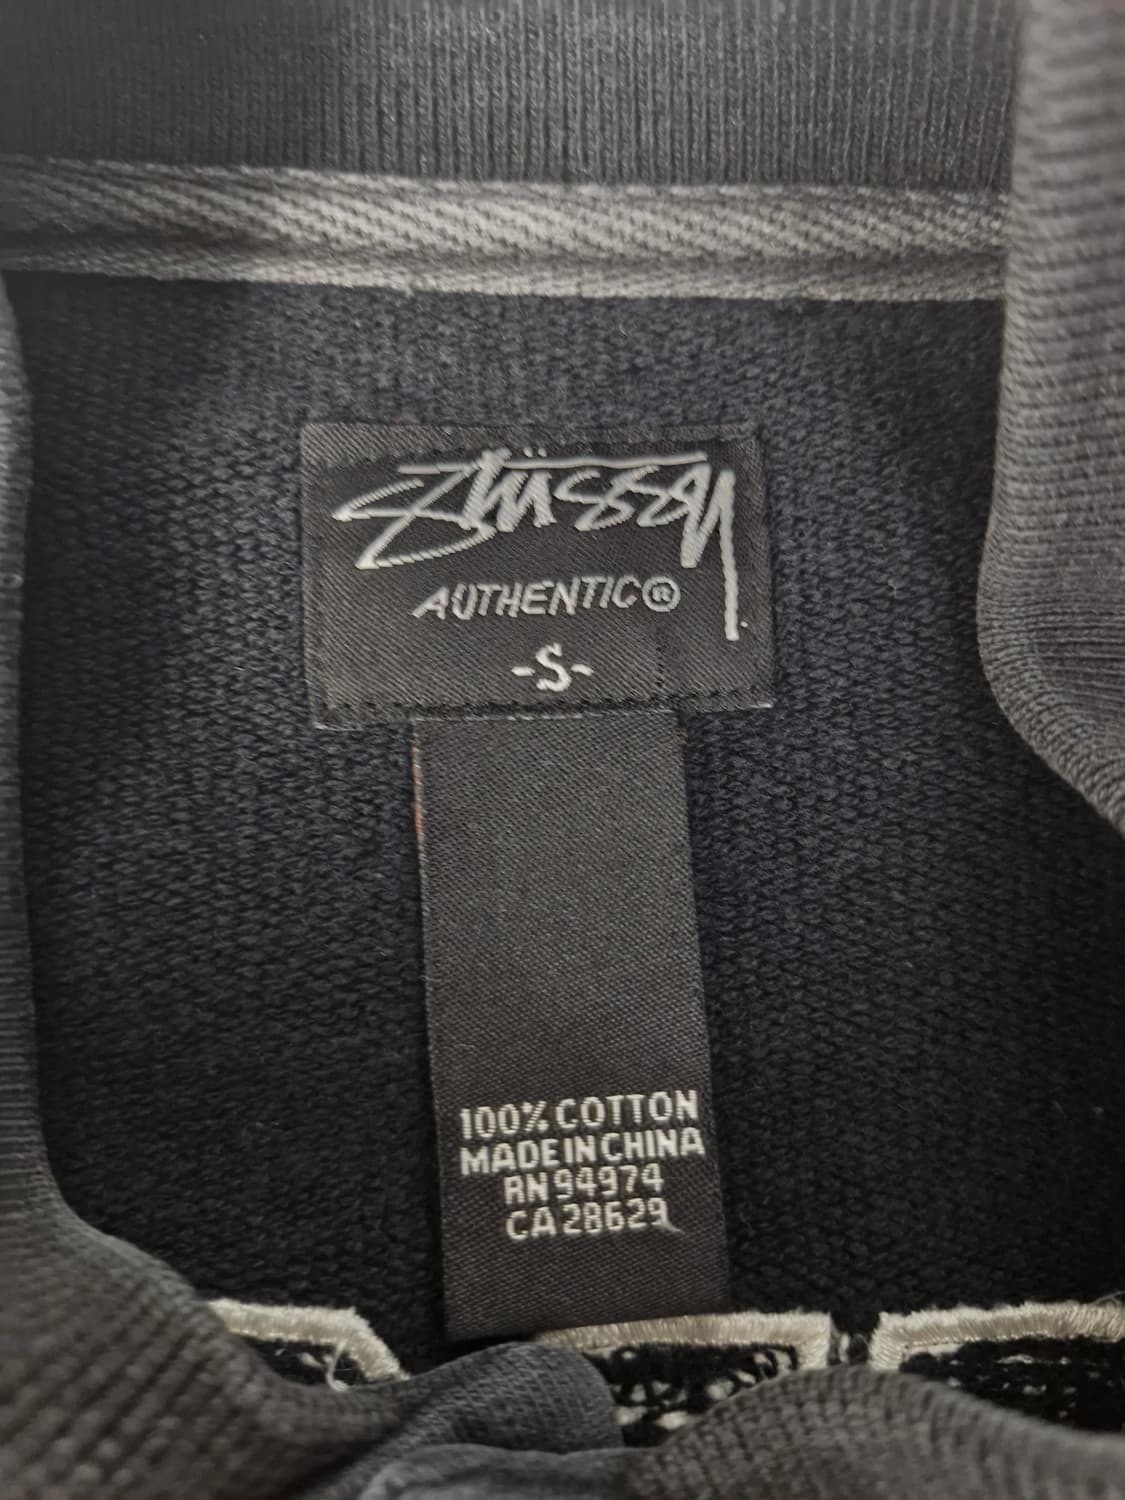 Stüssy
AUTHENTIC®
-S-
100% COTTON
MADE IN CHINA
RN 94974
CA 28629